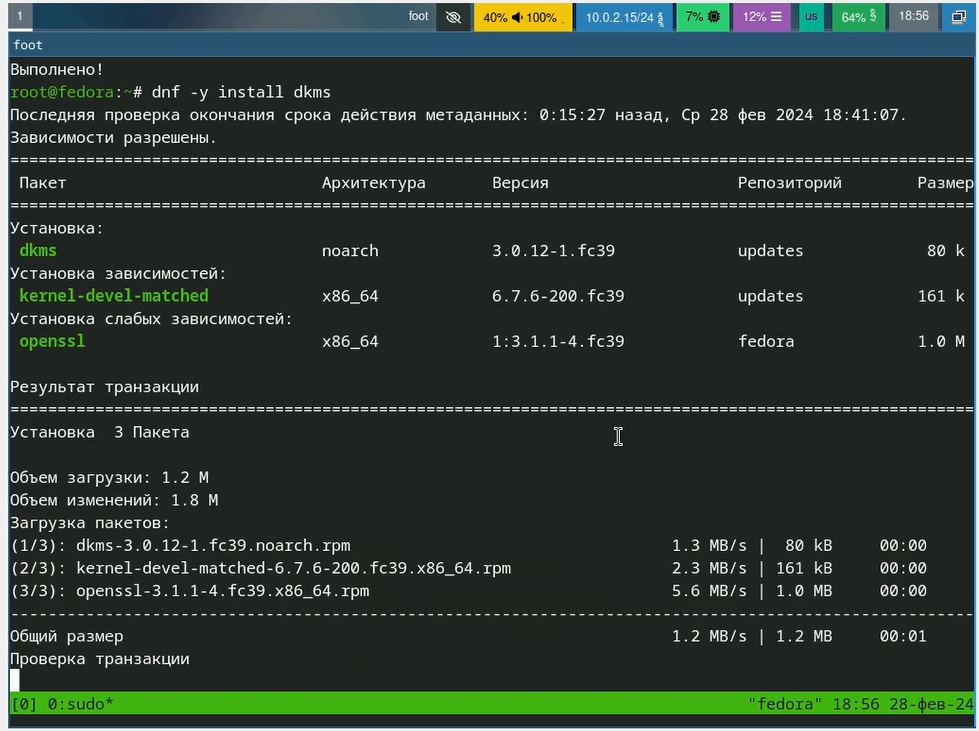 1 foot 40% 100% 10.0.2.15/24 7% 12% us 64% 18:56
foot
Выполнено!
root@fedora:~# dnf -y install dkms
Последняя проверка окончания срока действия метаданных: 0:15:27 назад, Ср 28 фев 2024 18:41:07.
Зависимости разрешены.
================================================================================
Пакет Архитектура Версия Репозиторий Размер
================================================================================
Установка:
dkms noarch 3.0.12-1.fc39 updates 80 k
Установка зависимостей:
kernel-devel-matched x86_64 6.7.6-200.fc39 updates 161 k
Установка слабых зависимостей:
openssl x86_64 1:3.1.1-4.fc39 fedora 1.0 M
Результат транзакции
================================================================================
Установка  3 Пакета
Объем загрузки: 1.2 M
Объем изменений: 1.8 M
Загрузка пакетов:
(1/3): dkms-3.0.12-1.fc39.noarch.rpm 1.3 MB/s |  80 kB 00:00
(2/3): kernel-devel-matched-6.7.6-200.fc39.x86_64.rpm 2.3 MB/s | 161 kB 00:00
(3/3): openssl-3.1.1-4.fc39.x86_64.rpm 5.6 MB/s | 1.0 MB 00:00
--------------------------------------------------------------------------------
Общий размер 1.2 MB/s | 1.2 MB 00:01
Проверка транзакции
[0] 0:sudo* "fedora" 18:56 28-фев-24